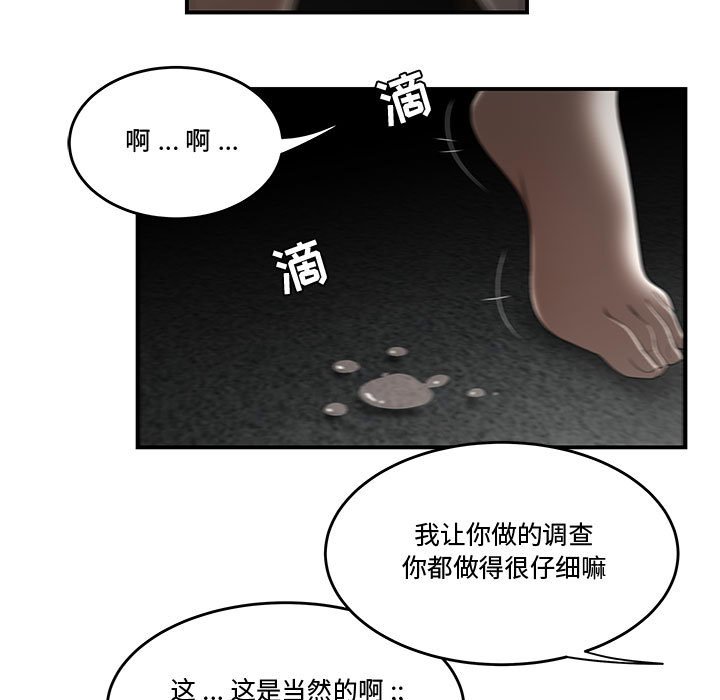 滴
啊 ... 啊 ...
滴
我让你做的调查
你都做得很仔细嘛
这 ... 这是当然的啊 ;;